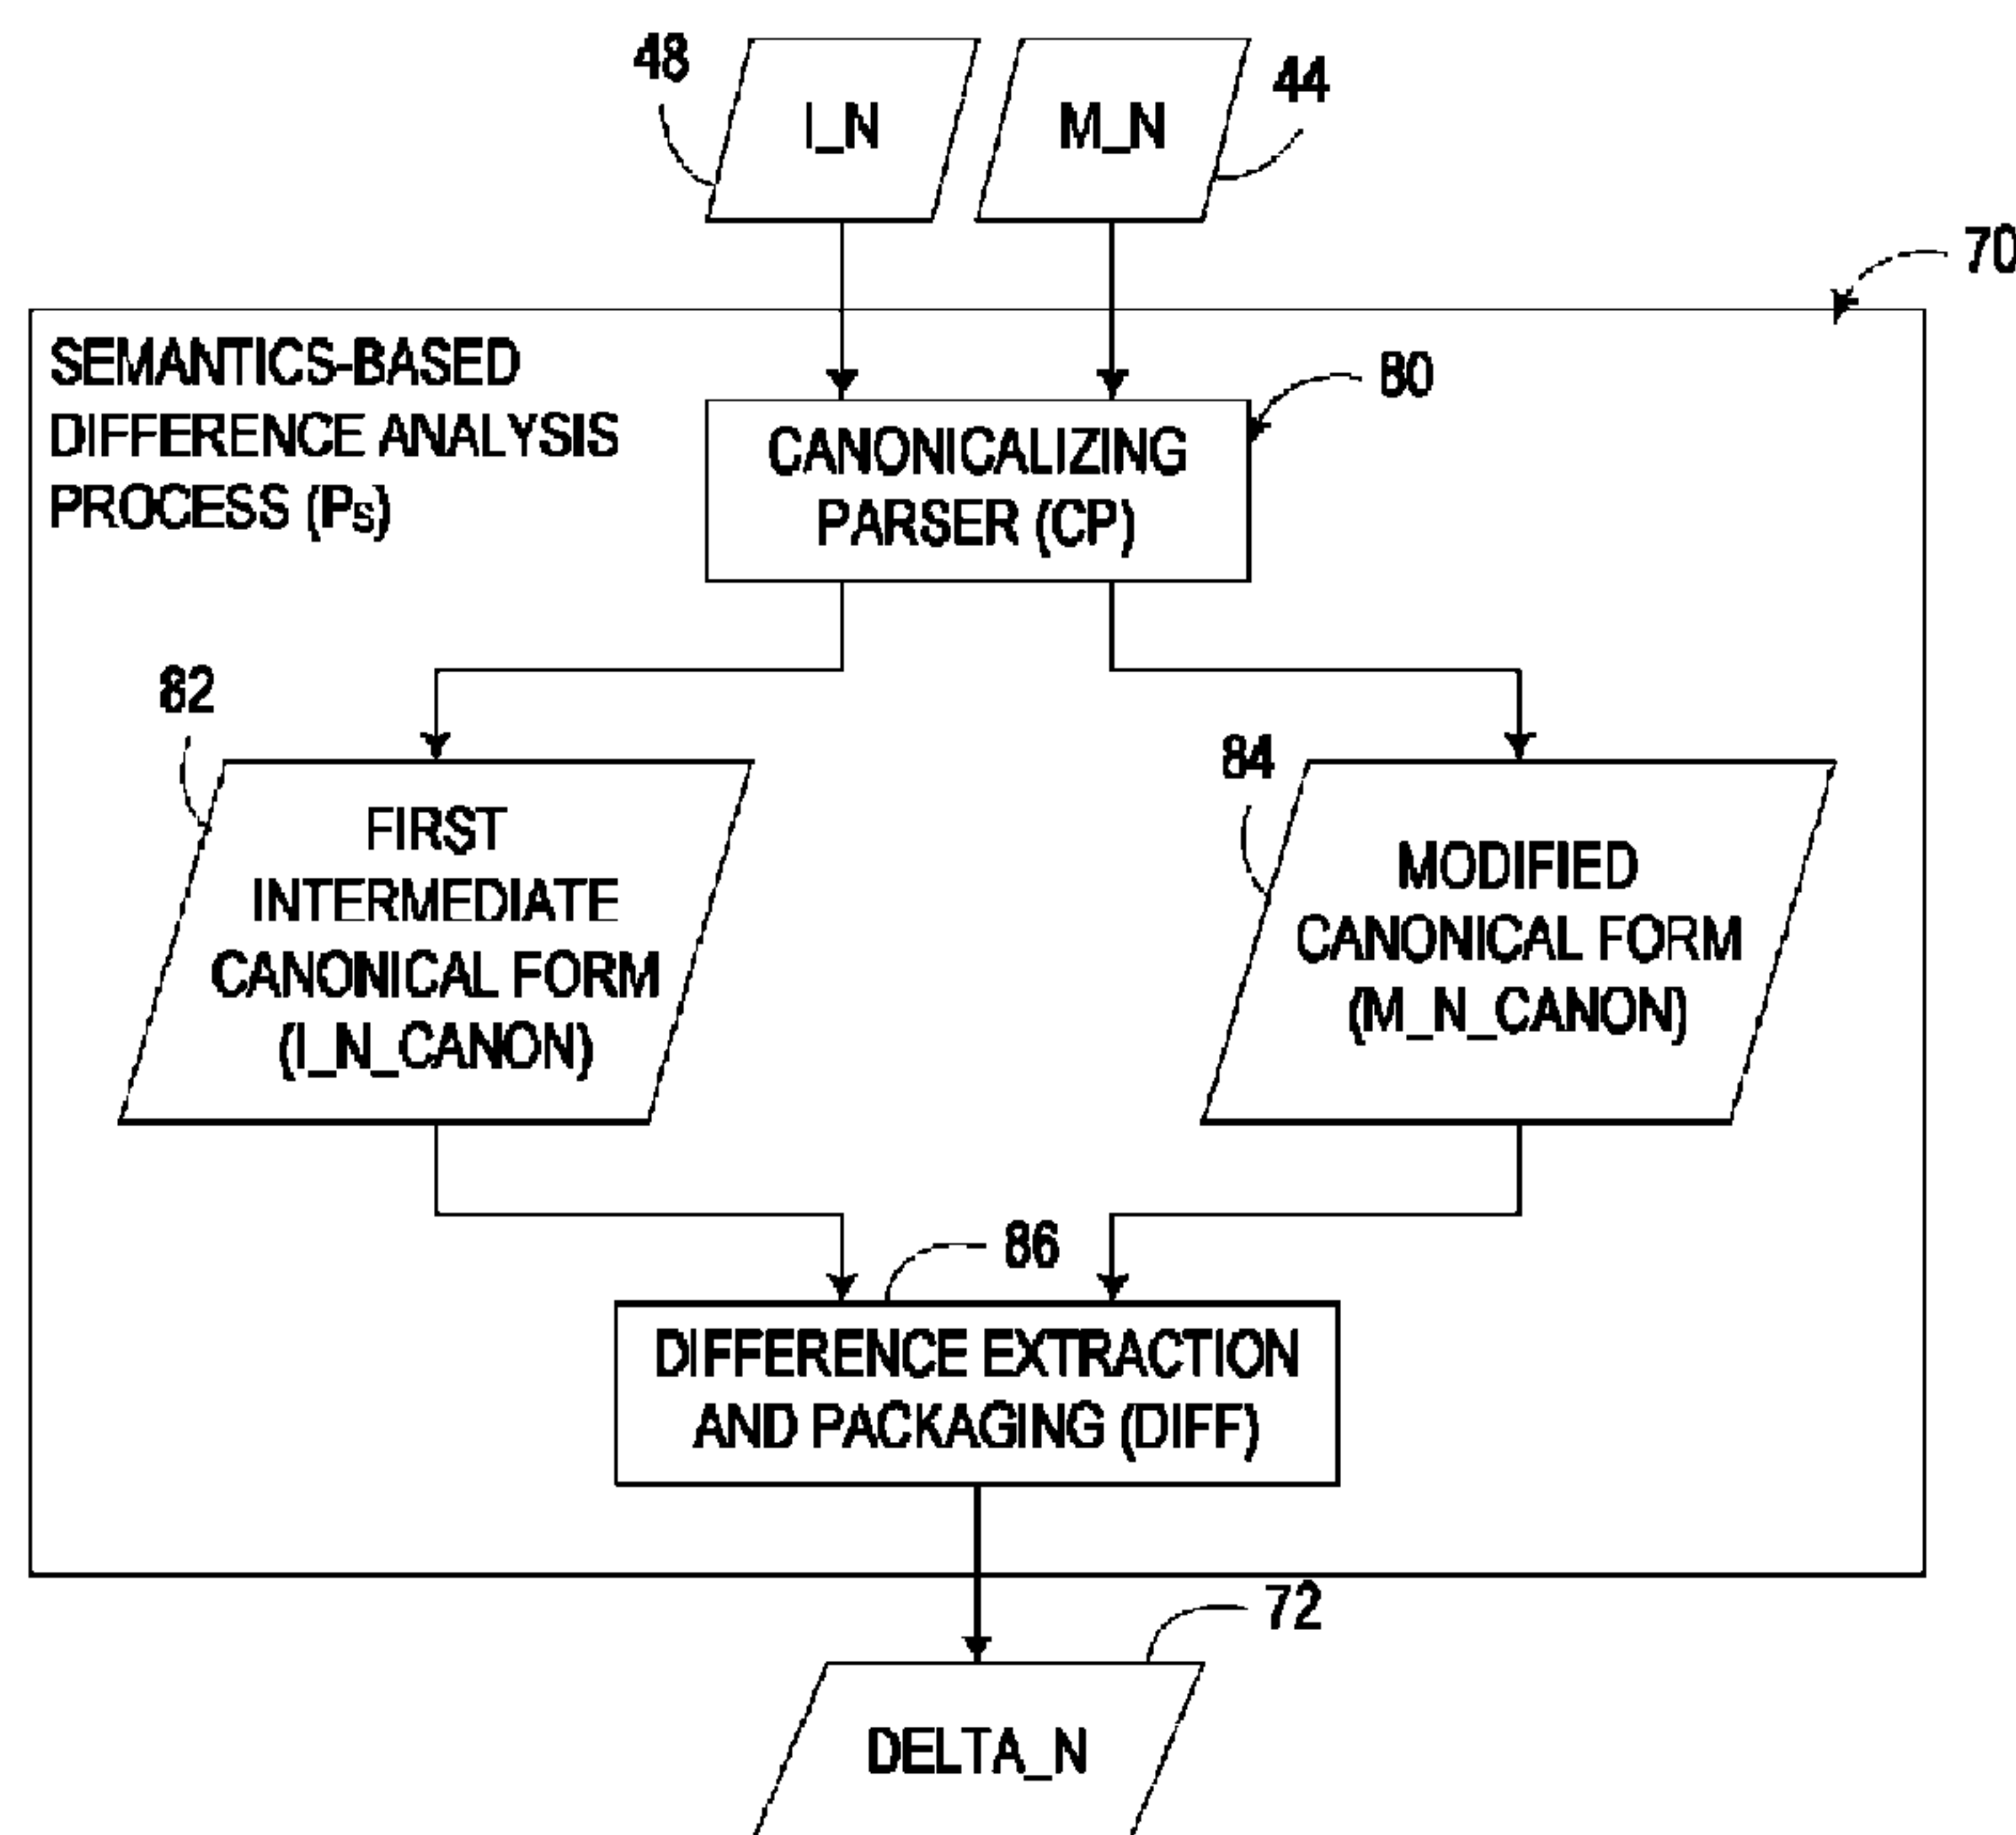 48
I_N
M_N
44
70
SEMANTICS-BASED
DIFFERENCE ANALYSIS
PROCESS (PS)
80
CANONICALIZING
PARSER (CP)
82
FIRST
INTERMEDIATE
CANONICAL FORM
(I_N_CANON)
84
MODIFIED
CANONICAL FORM
(M_N_CANON)
86
DIFFERENCE EXTRACTION
AND PACKAGING (DIFF)
72
DELTA_N